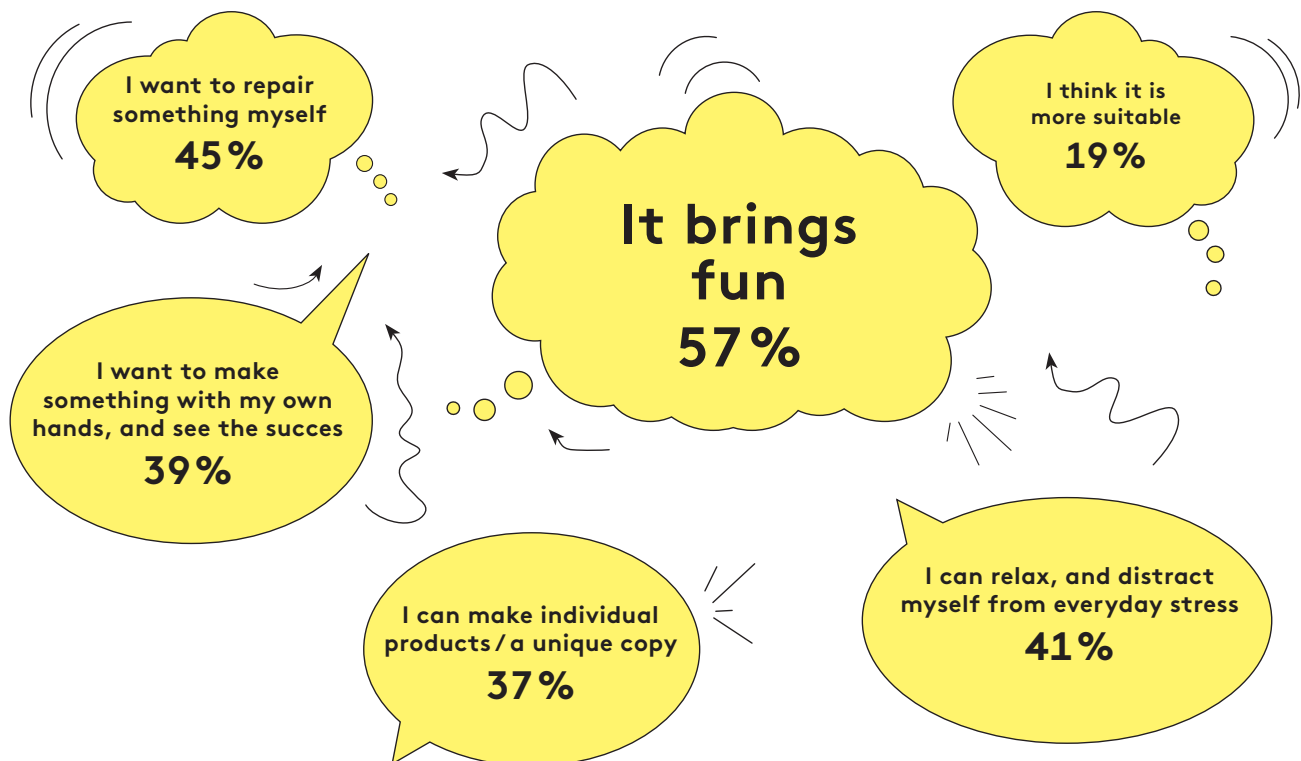 I want to repair
something myself
45%
I think it is
more suitable
19%
It brings
fun
57%
I want to make
something with my own
hands, and see the succes
39%
I can relax, and distract
myself from everyday stress
41%
I can make individual
products/a unique copy
37%